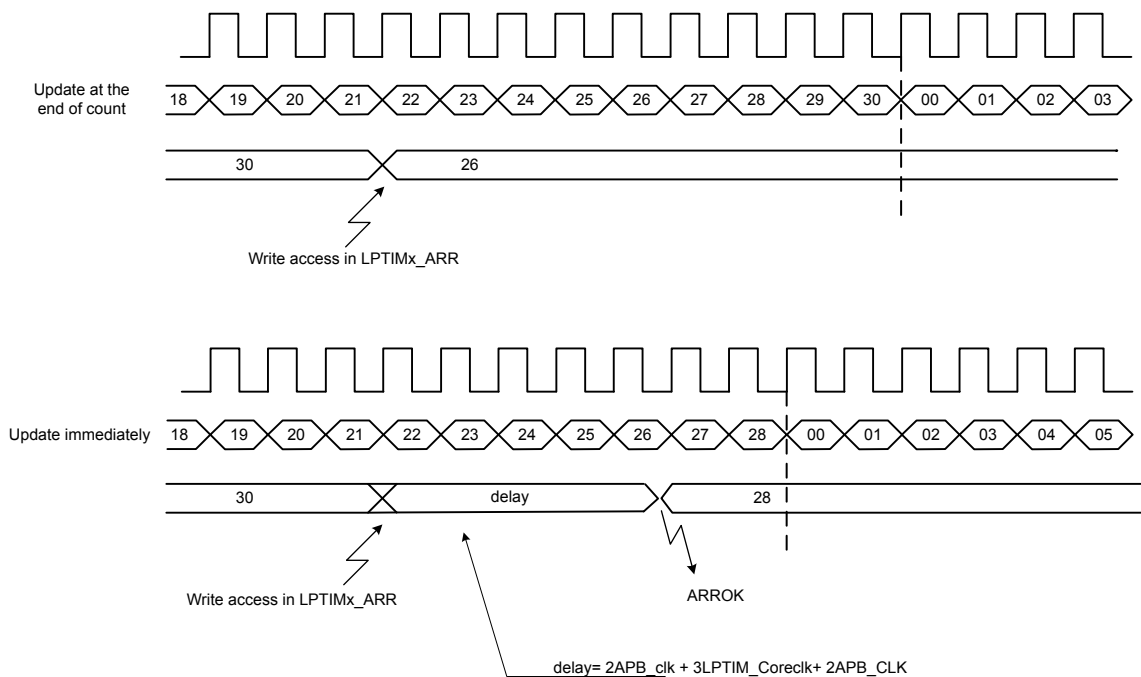 Update at the
end of count
18 19 20 21 22 23 24 25 26 27 28 29 30 00 01 02 03
30 26
Write access in LPTIMx_ARR
Update immediately
18 19 20 21 22 23 24 25 26 27 28 00 01 02 03 04 05
30 delay 28
Write access in LPTIMx_ARR
ARROK
delay= 2APB_clk + 3LPTIM_Coreclk+ 2APB_CLK